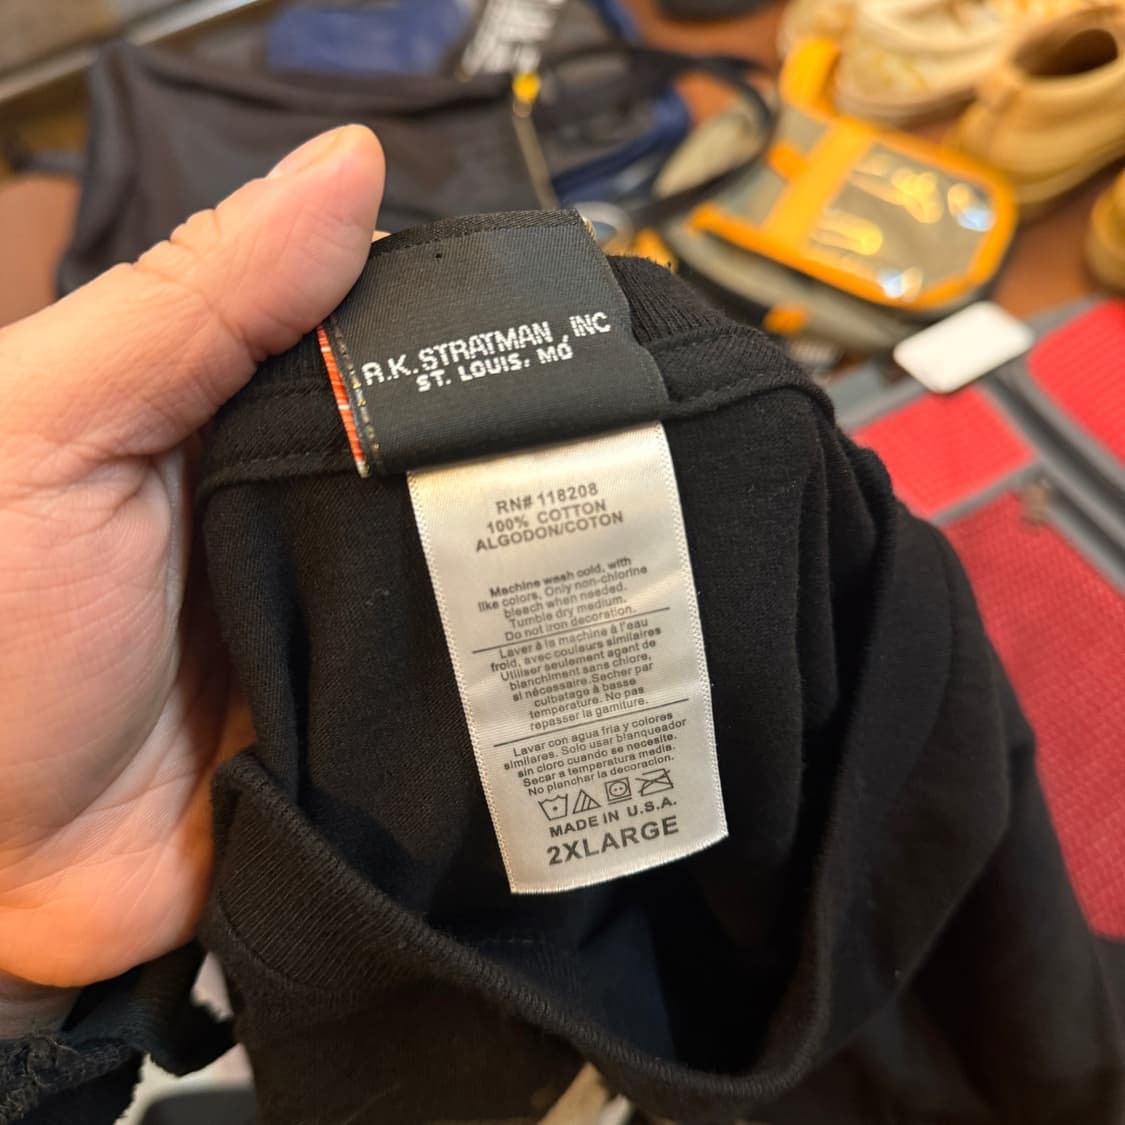 R.K. STRATMAN, INC
ST. LOUIS, MO
RN# 118208
100% COTTON
ALGODON/COTON
Machine wash cold, with
like colors, Only non-chlorine
bleach when needed.
Tumble dry medium.
Do not iron decoration.
Laver à la machine à l'eau
froid, avec couleurs similaires
Utiliser seulement agent de
blanchiment sans chlore,
si nécessaire. Secher par
culbatage à basse
temperature. No pas
repasser la garniture.
Lavar con agua fria y colores
similares. Solo usar blanqueador
sin cloro cuando se necesite.
Secar a temperatura media.
No planchar la decoracion.
MADE IN U.S.A.
2XLARGE